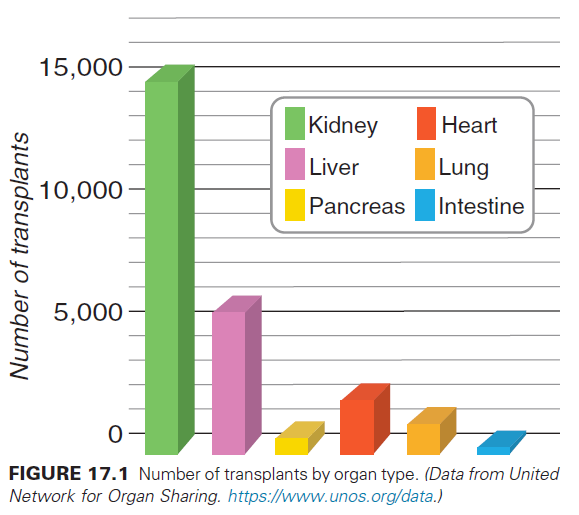 Number of transplants
15,000
10,000
5,000
0
Kidney
Heart
Liver
Lung
Pancreas
Intestine
FIGURE 17.1 Number of transplants by organ type. (Data from United
Network for Organ Sharing. https://www.unos.org/data.)